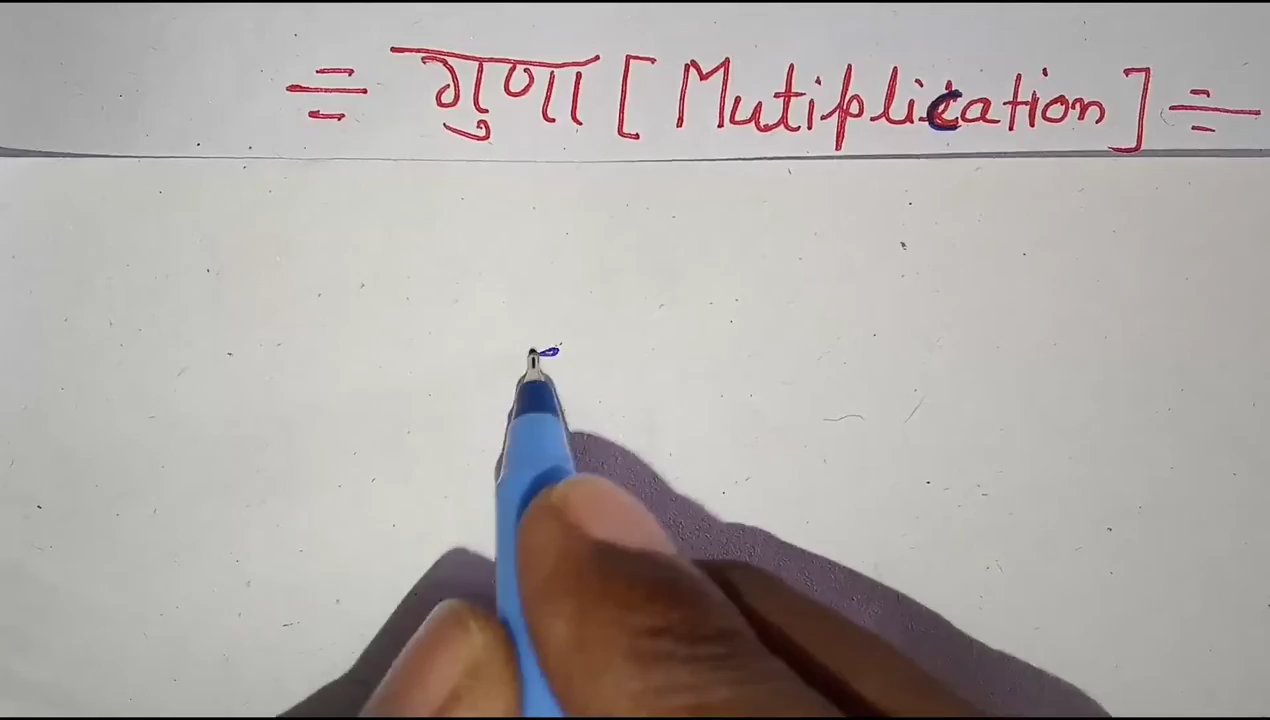 = गुणा [ Mutiplication ] =